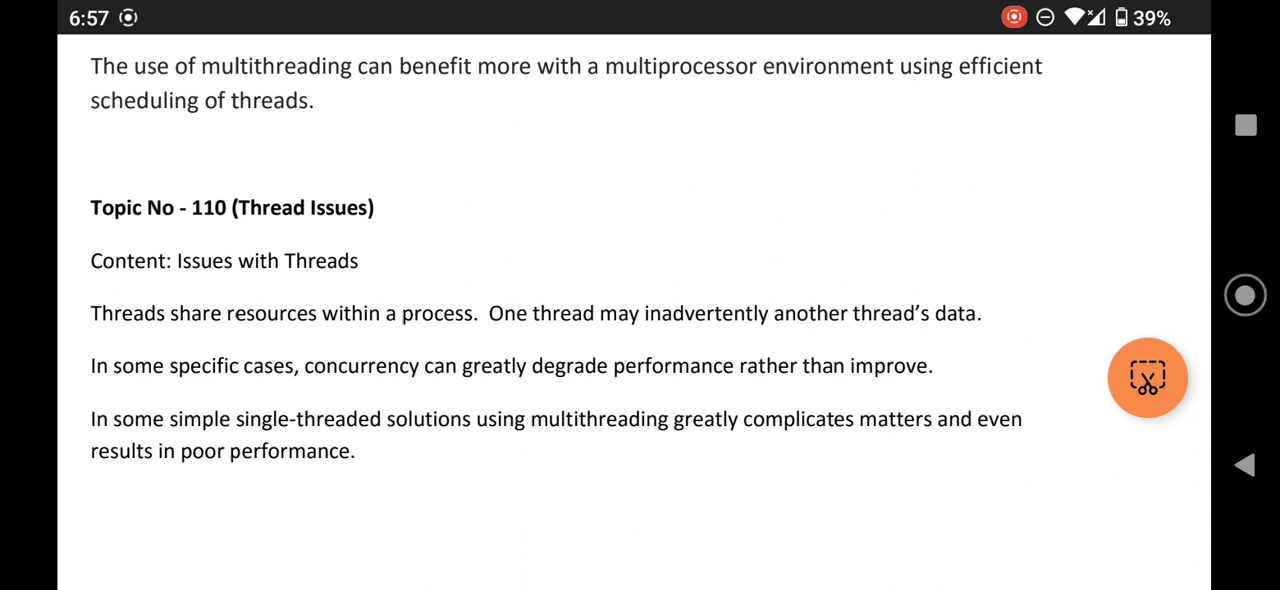 6:57
39%
The use of multithreading can benefit more with a multiprocessor environment using efficient
scheduling of threads.
Topic No - 110 (Thread Issues)
Content: Issues with Threads
Threads share resources within a process.  One thread may inadvertently another thread’s data.
In some specific cases, concurrency can greatly degrade performance rather than improve.
In some simple single-threaded solutions using multithreading greatly complicates matters and even
results in poor performance.